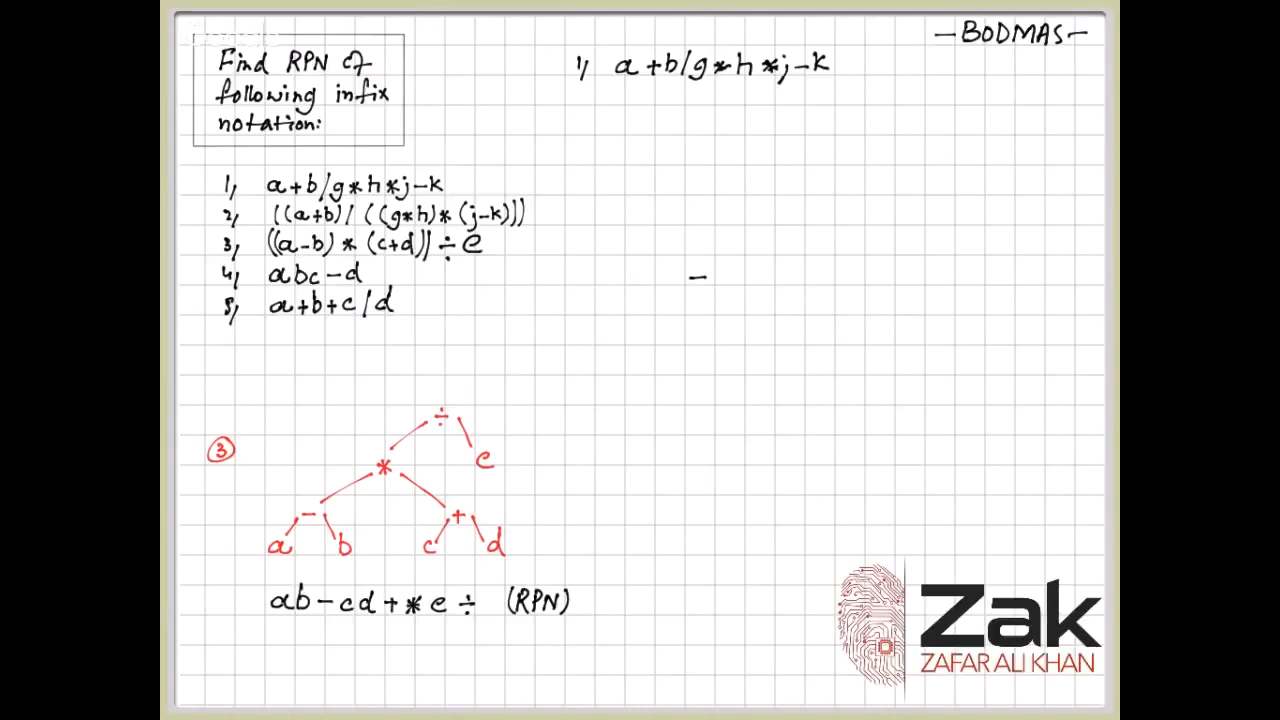 Find RPN of
following infix
notation:
1) a+b/g*h*j-k
2) ((a+b)/((g*h)*(j-k)))
3) ((a-b)*(c+d))÷e
4) abc-d
5) a+b+c/d
-BODMAS-
1) a+b/g*h*j-k
-
3
÷
* e
- +
a b c d
ab-cd+*e÷ (RPN)
Zak
ZAFAR ALI KHAN